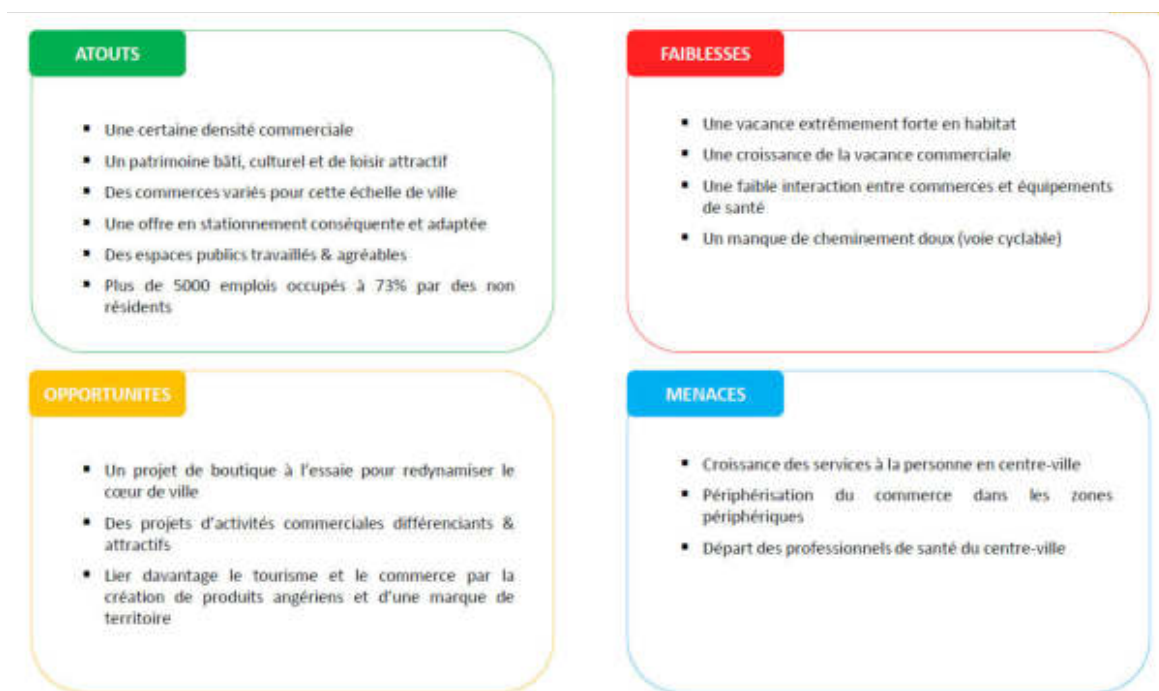 ATOUTS
▪ Une certaine densité commerciale
▪ Un patrimoine bâti, culturel et de loisir attractif
▪ Des commerces variés pour cette échelle de ville
▪ Une offre en stationnement conséquente et adaptée
▪ Des espaces publics travaillés & agréables
▪ Plus de 5000 emplois occupés à 73% par des non
résidents
FAIBLESSES
▪ Une vacance extrêmement forte en habitat
▪ Une croissance de la vacance commerciale
▪ Une faible interaction entre commerces et équipements
de santé
▪ Un manque de cheminement doux (voie cyclable)
OPPORTUNITES
▪ Un projet de boutique à l'essaie pour redynamiser le
cœur de ville
▪ Des projets d'activités commerciales différenciants &
attractifs
▪ Lier davantage le tourisme et le commerce par la
création de produits angériens et d'une marque de
territoire
MENACES
▪ Croissance des services à la personne en centre-ville
▪ Périphérisation du commerce dans les zones
périphériques
▪ Départ des professionnels de santé du centre-ville